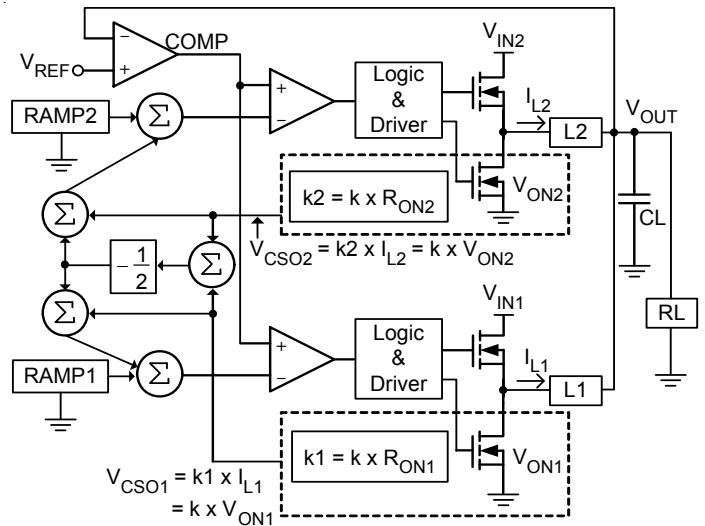 COMP
−
+
V_REF
V_IN2
Logic
&
Driver
+
−
I_L2
L2
V_OUT
RAMP2
Σ
V_ON2
k2 = k x R_ON2
CL
Σ
V_CSO2 = k2 x I_L2 = k x V_ON2
− 1/2
Σ
Σ
V_IN1
RL
Logic
&
Driver
+
−
I_L1
L1
RAMP1
Σ
V_ON1
k1 = k x R_ON1
V_CSO1 = k1 x I_L1
= k x V_ON1